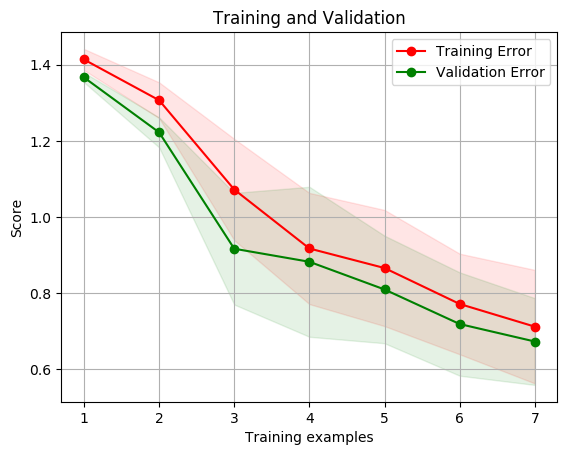 Training and Validation
Training Error
Validation Error
Score
1.4
1.2
1.0
0.8
0.6
1 2 3 4 5 6 7
Training examples